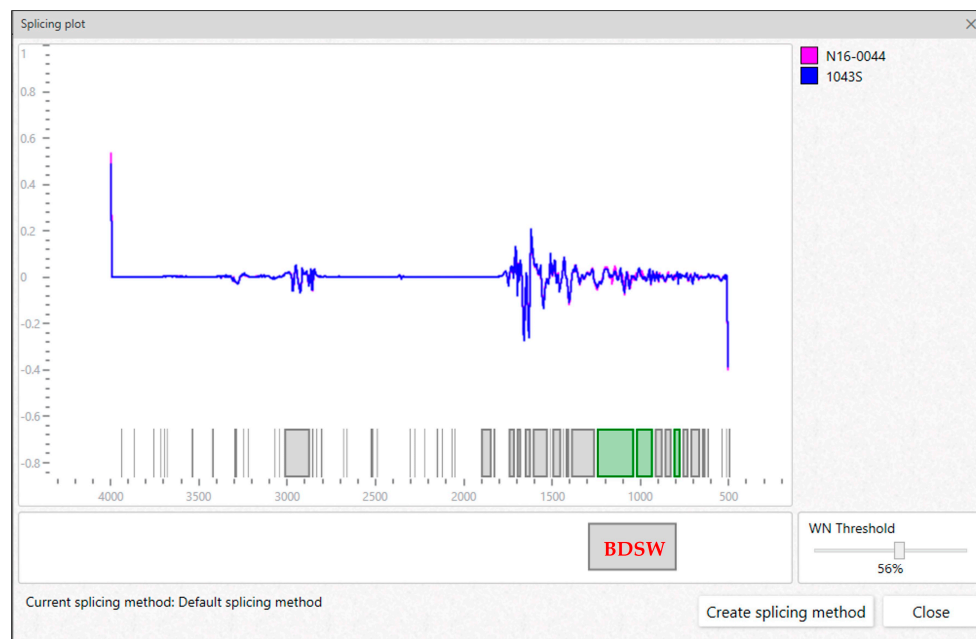 Splicing plot
N16-0044
1043S
1
0.8
0.6
0.4
0.2
0
-0.2
-0.4
-0.6
-0.8
4000 3500 3000 2500 2000 1500 1000 500
BDSW
WN Threshold
56%
Current splicing method: Default splicing method
Create splicing method
Close